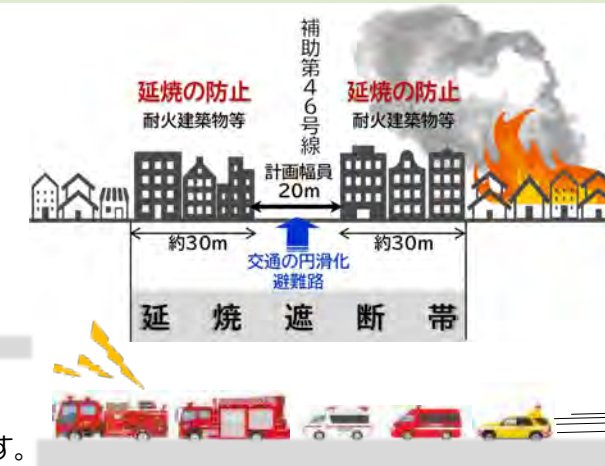 補助第46号線
延焼の防止
耐火建築物等
延焼の防止
耐火建築物等
計画幅員
20m
約30m
約30m
交通の円滑化
避難路
延焼遮断帯
す。